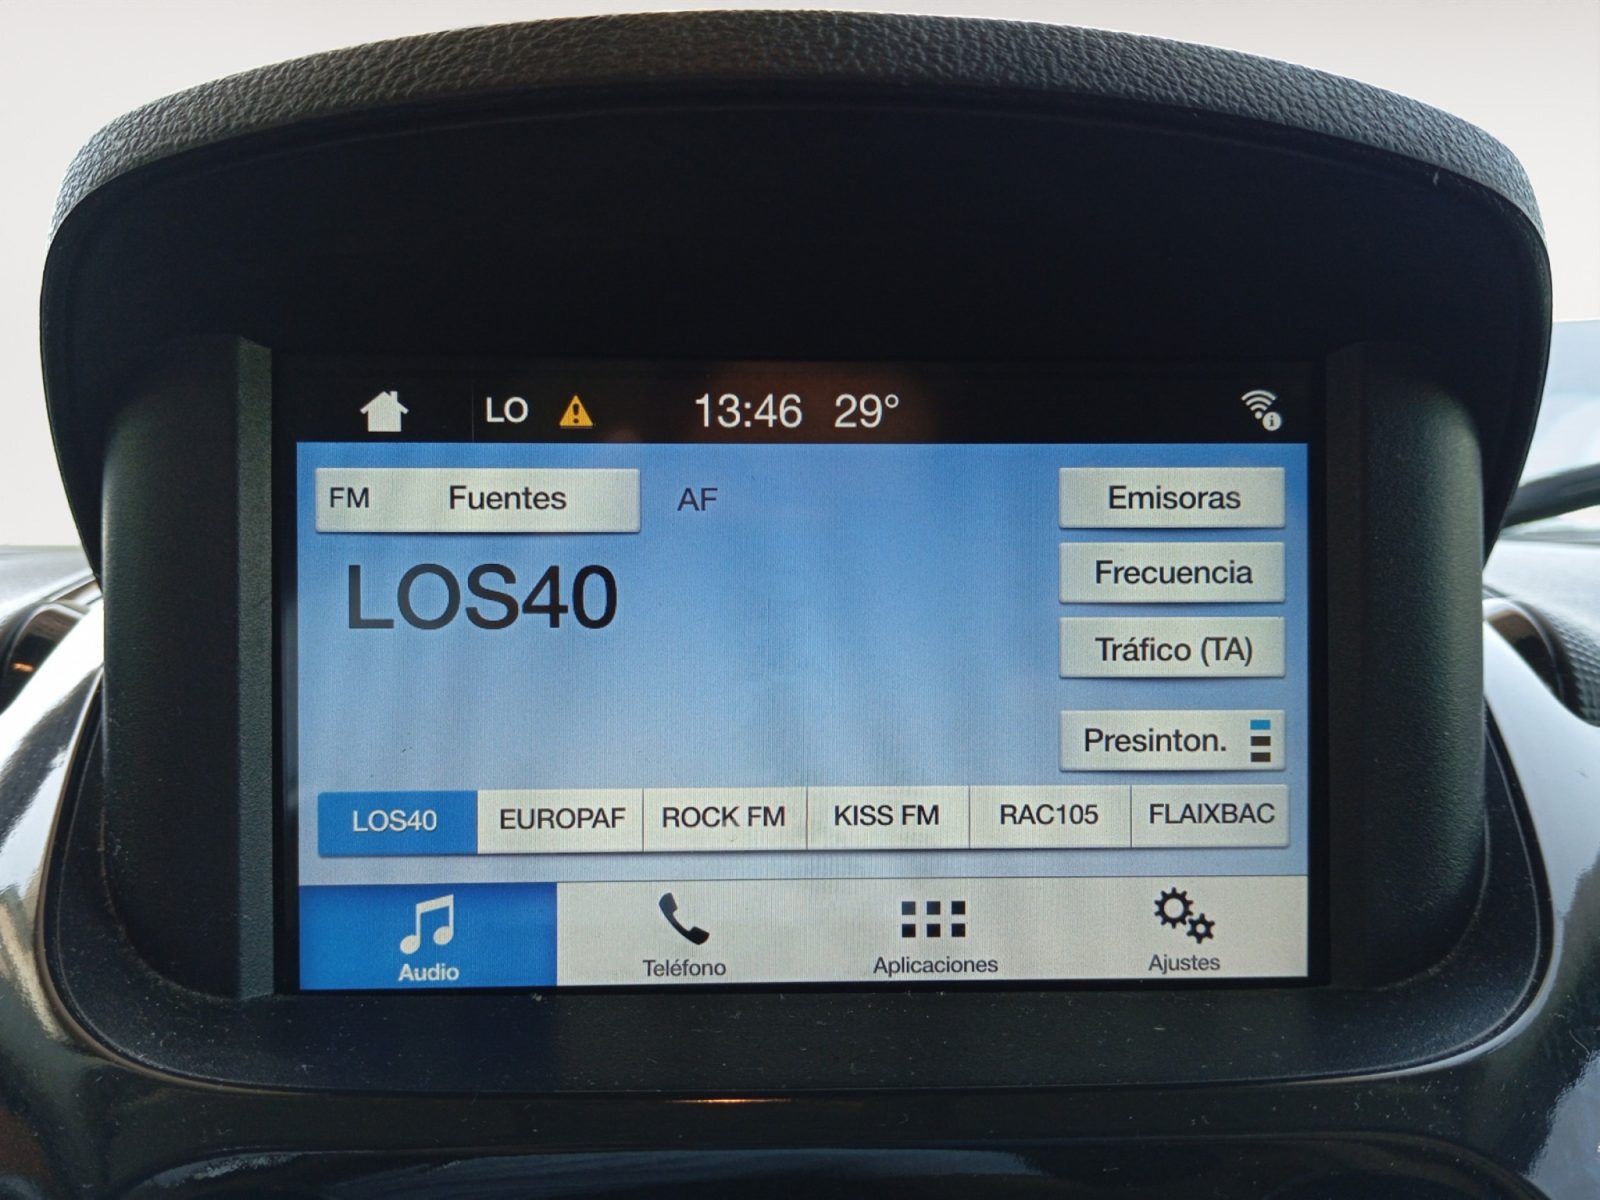 LO 13:46 29°
FM Fuentes AF Emisoras
Frecuencia
LOS40
Tráfico (TA)
Presinton.
LOS40 EUROPAF ROCK FM KISS FM RAC105 FLAIXBAC
Audio Teléfono Aplicaciones Ajustes